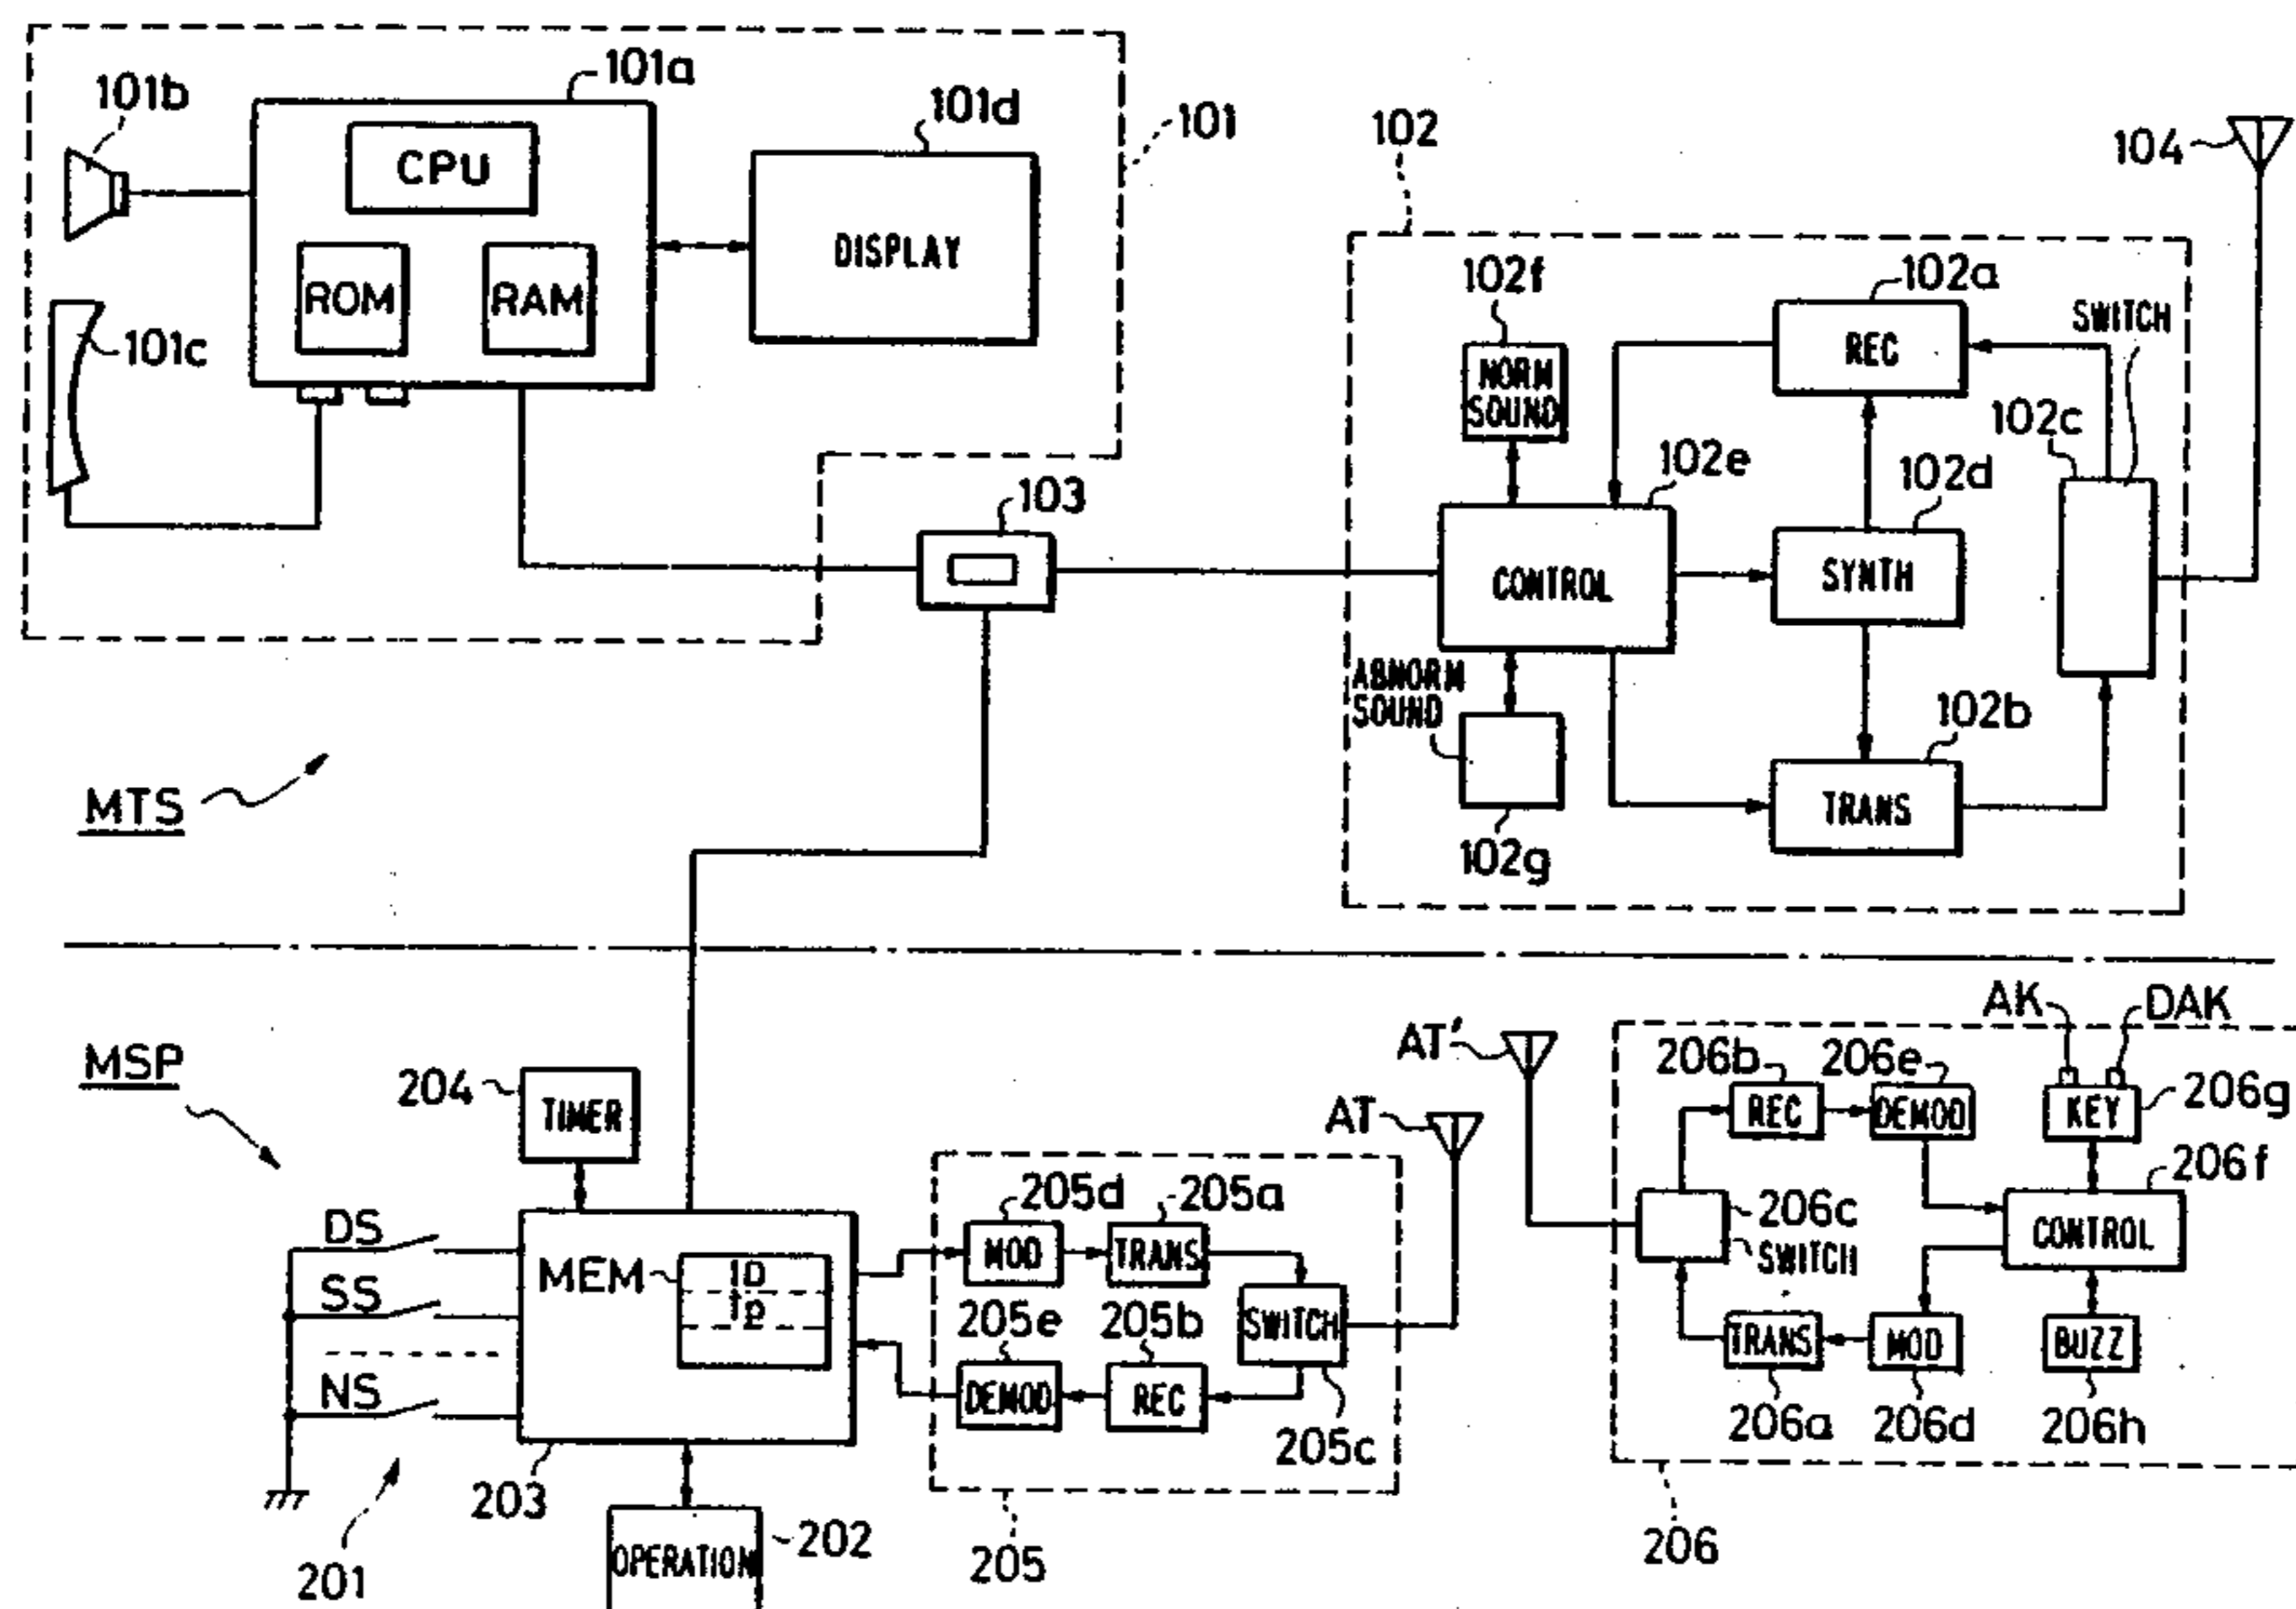 101b
101a
101d
101
102
104
CPU
DISPLAY
ROM
RAM
101c
102f
102a
SWITCH
NORM
SOUND
REC
102c
102e
102d
103
CONTROL
SYNTH
ABNORM
SOUND
102b
TRANS
102g
MTS
MSP
204
TIMER
AT'
AT
AK
DAK
206b
206e
REC
DEMOD
KEY
206g
206f
DS
SS
NS
MEM
ID
ID
205d
205a
MOD
TRANS
205e
205b
SWITCH
DEMOD
REC
205c
206c
SWITCH
CONTROL
TRANS
MOD
BUZZ
206a
206d
206h
203
201
OPERATION
202
205
206